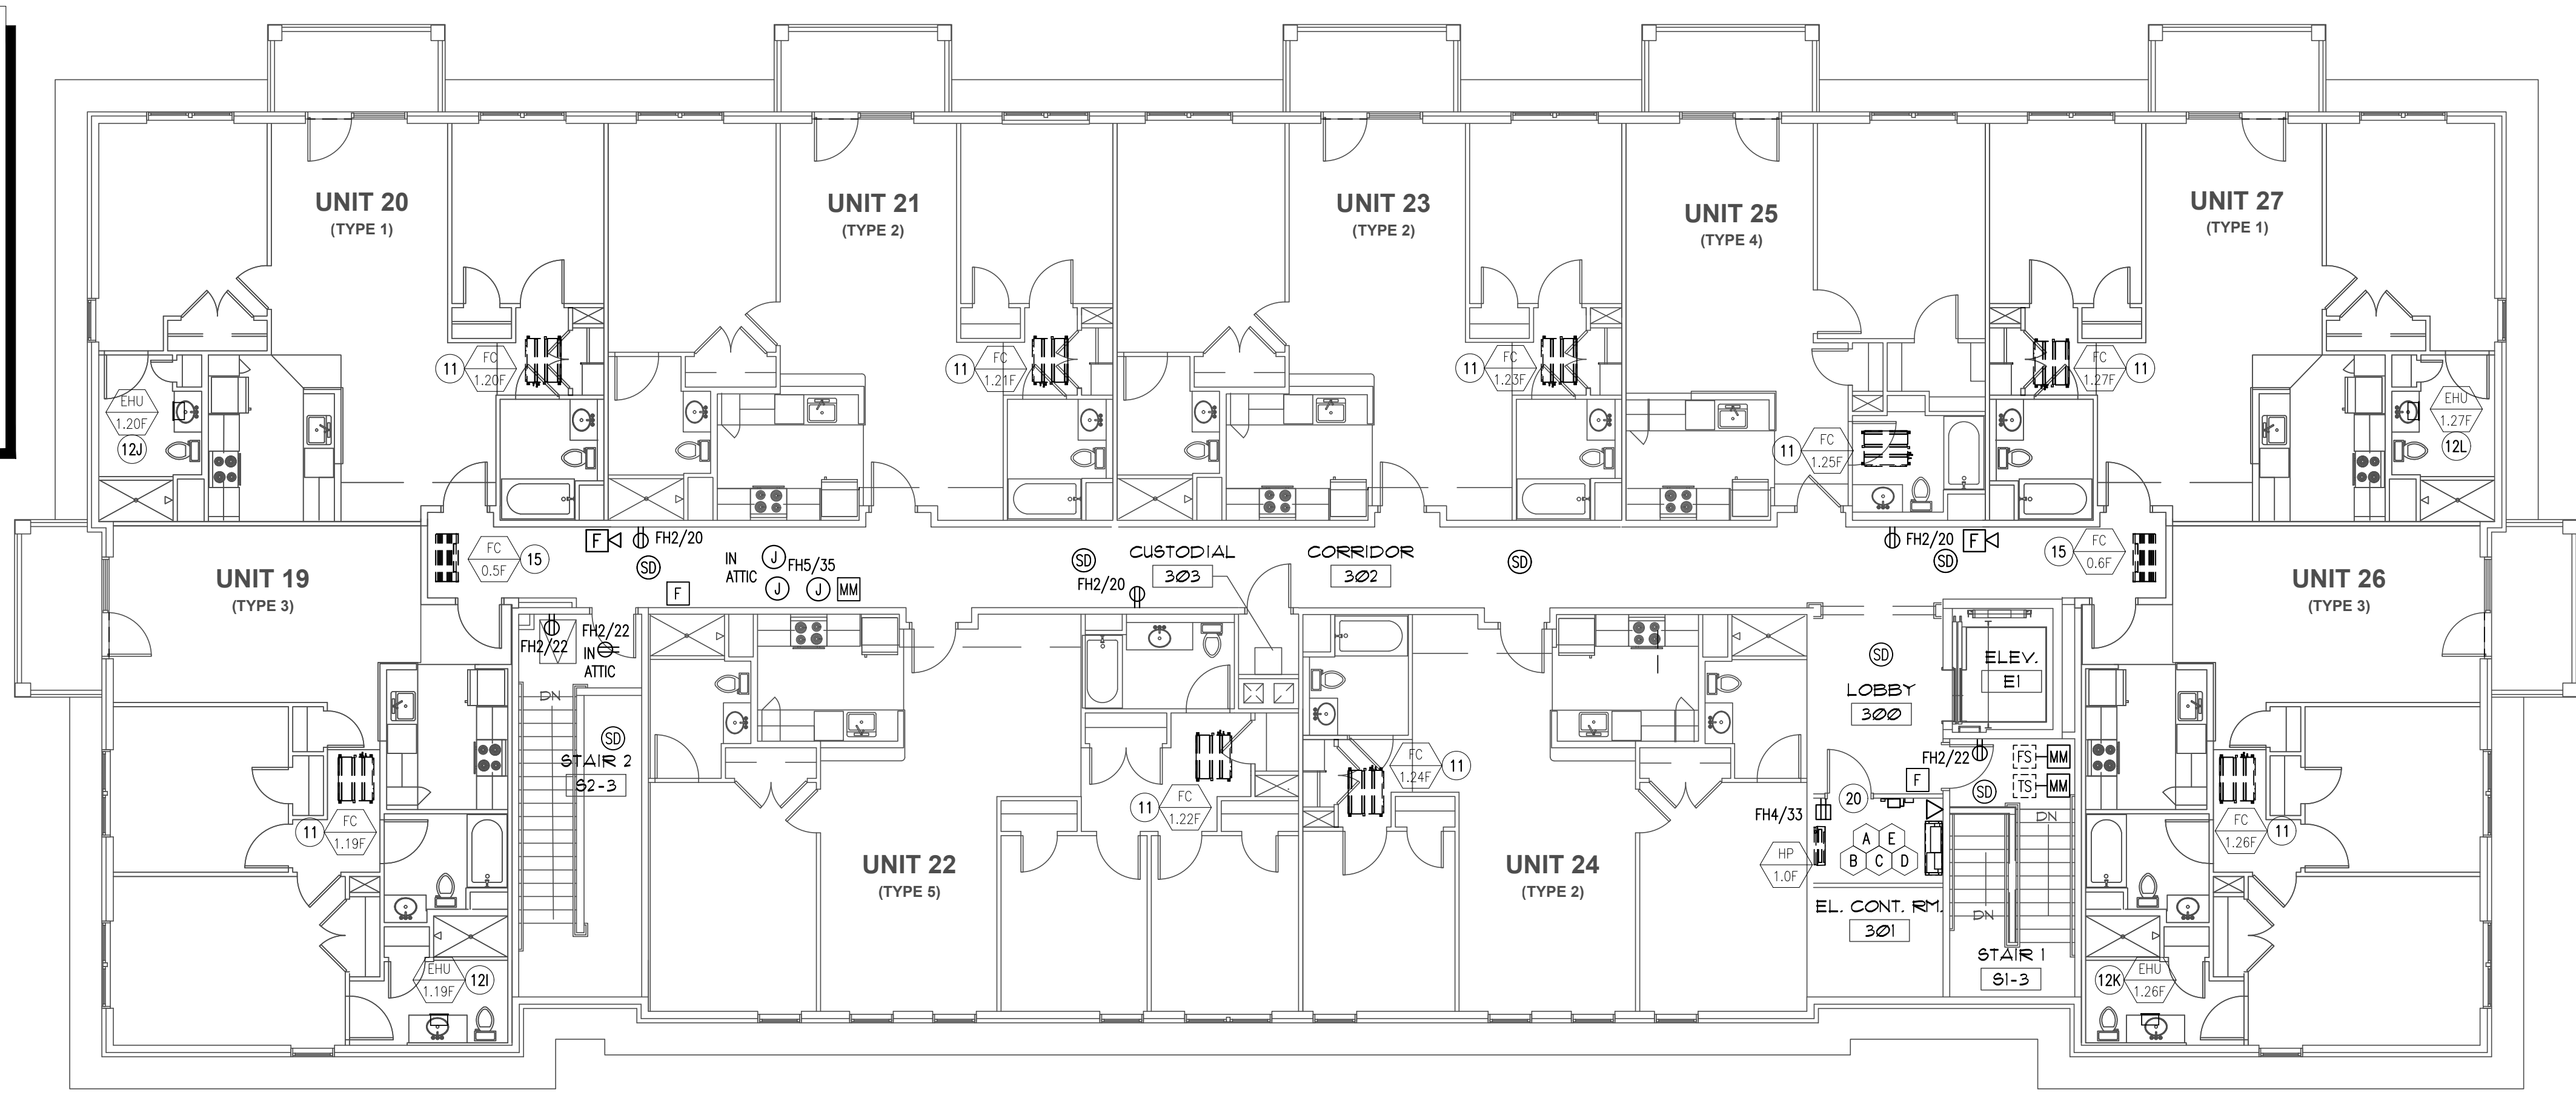 UNIT 20
(TYPE 1)
UNIT 21
(TYPE 2)
UNIT 23
(TYPE 2)
UNIT 25
(TYPE 4)
UNIT 27
(TYPE 1)
11
FC
1.20F
11
FC
1.21F
11
FC
1.23F
FC
1.27F
11
EHU
1.20F
12J
EHU
1.27F
12L
11
FC
1.25F
FC
0.5F
15
F
FH2/20
SD
IN
ATTIC
J
FH5/35
J
J
MM
F
SD
FH2/20
CUSTODIAL
303
CORRIDOR
302
SD
FH2/20
F
SD
15
FC
0.6F
UNIT 19
(TYPE 3)
UNIT 26
(TYPE 3)
FH2/22
FH2/22
IN
ATTIC
DN
SD
STAIR 2
S2-3
SD
LOBBY
300
ELEV.
E1
FH2/22
FS
MM
TS
MM
F
SD
11
FC
1.19F
11
FC
1.22F
FC
1.24F
11
FH4/33
20
HP
1.0F
A
E
B
C
D
DN
DN
FC
1.26F
11
UNIT 22
(TYPE 5)
UNIT 24
(TYPE 2)
EL. CONT. RM.
301
STAIR 1
S1-3
EHU
1.19F
12I
12K
EHU
1.26F